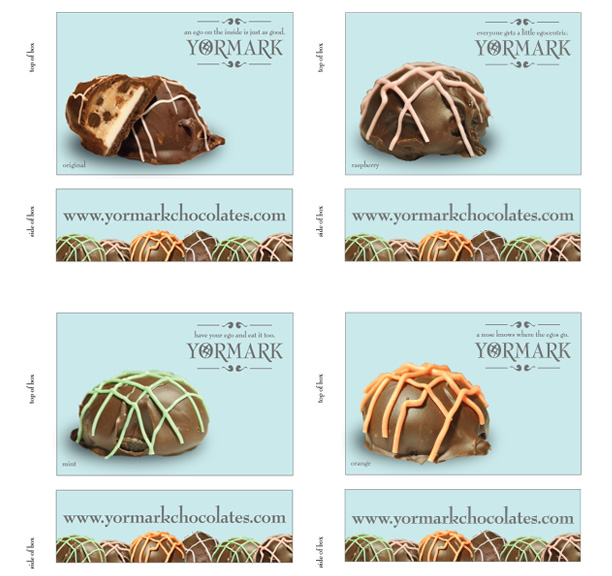 top of box
an ego on the inside is just as good.
YORMARK
original
top of box
everyone gets a little egocentric.
YORMARK
raspberry
side of box
www.yormarkchocolates.com
side of box
www.yormarkchocolates.com
top of box
have your ego and eat it too.
YORMARK
mint
top of box
a nose knows where the egos go.
YORMARK
orange
side of box
www.yormarkchocolates.com
side of box
www.yormarkchocolates.com